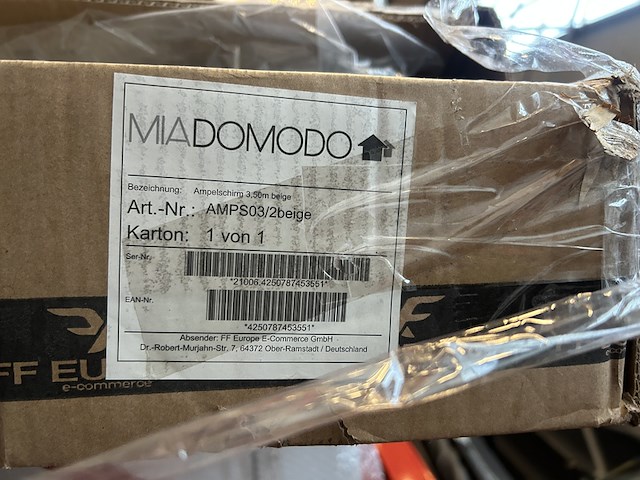 MIADOMODO
Bezeichnung: Ampelschirm 3,50m beige
Art.-Nr.: AMPS03/2beige
Karton: 1 von 1
Ser-Nr.
*21006.4250787453551*
EAN-Nr.
*4250787453551*
Absender: FF Europe E-Commerce GmbH
Dr.-Robert-Murjahn-Str. 7, 64372 Ober-Ramstadt / Deutschland
FF EU
e-commerce